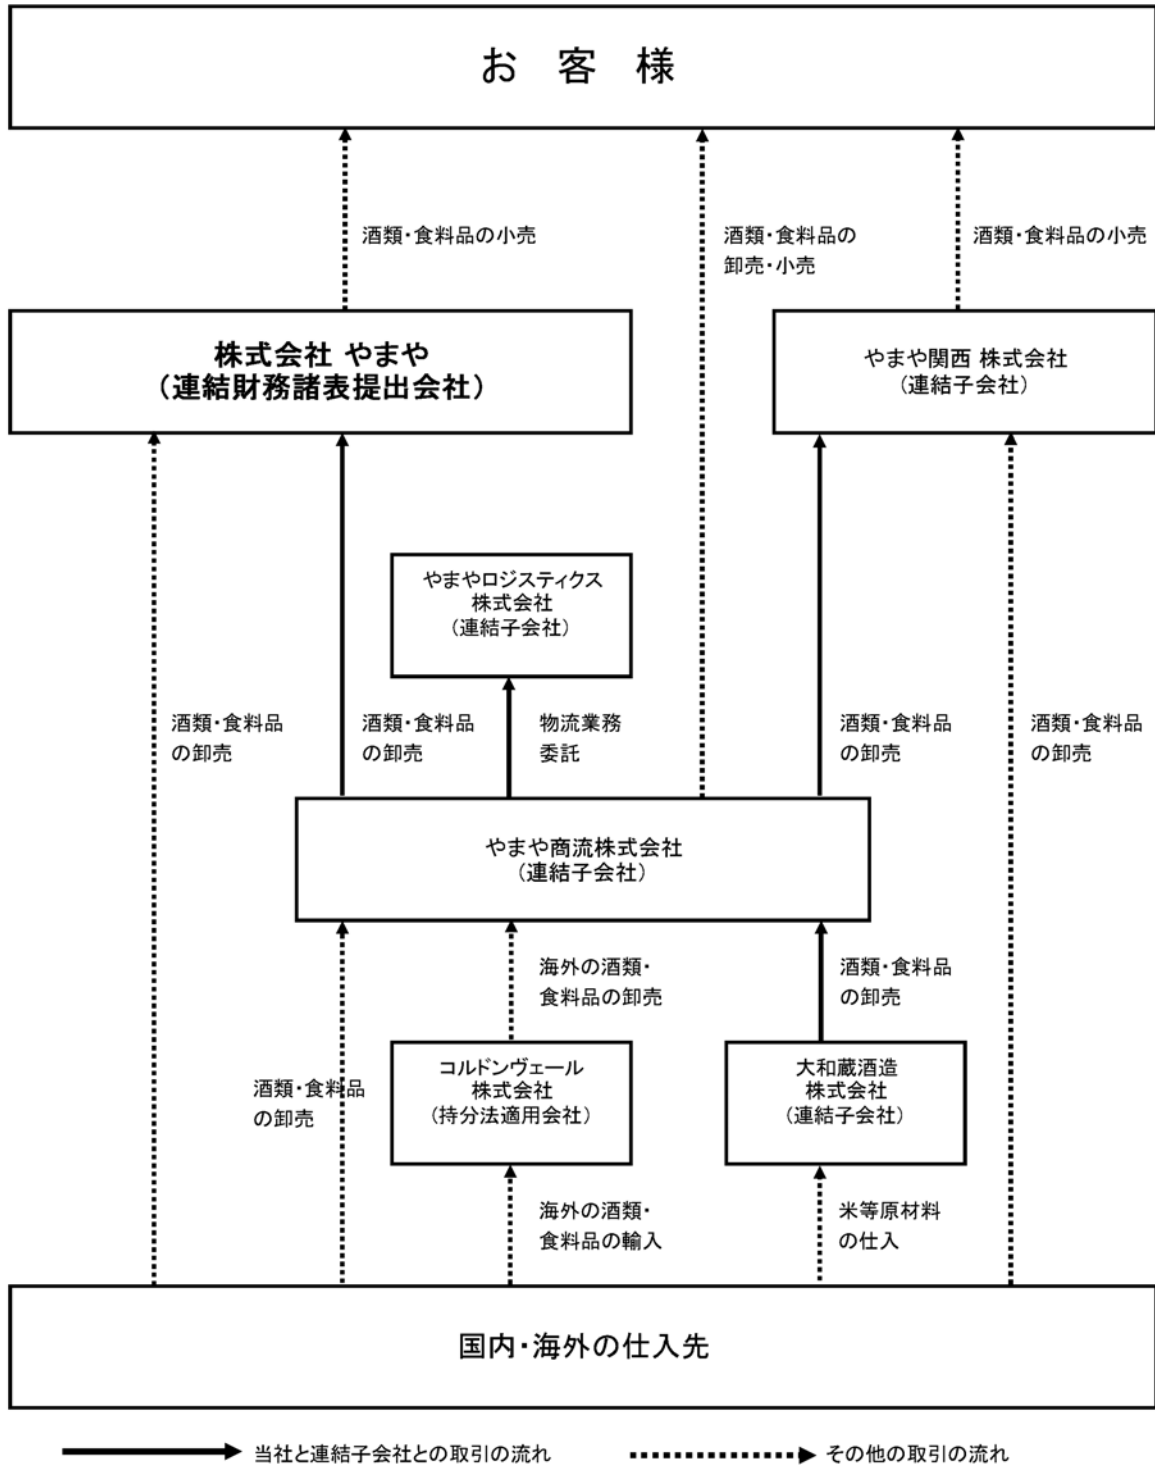 お 客 様
酒類・食料品の小売
酒類・食料品の
卸売・小売
酒類・食料品の小売
株式会社 やまや
（連結財務諸表提出会社）
やまや関西 株式会社
（連結子会社）
やまやロジスティクス
株式会社
（連結子会社）
酒類・食料品
の卸売
酒類・食料品
の卸売
物流業務
委託
酒類・食料品
の卸売
酒類・食料品
の卸売
やまや商流株式会社
（連結子会社）
海外の酒類・
食料品の卸売
酒類・食料品
の卸売
酒類・食料品
の卸売
コルドンヴェール
株式会社
（持分法適用会社）
大和蔵酒造
株式会社
（連結子会社）
海外の酒類・
食料品の輸入
米等原材料
の仕入
国内・海外の仕入先
当社と連結子会社との取引の流れ
その他の取引の流れ